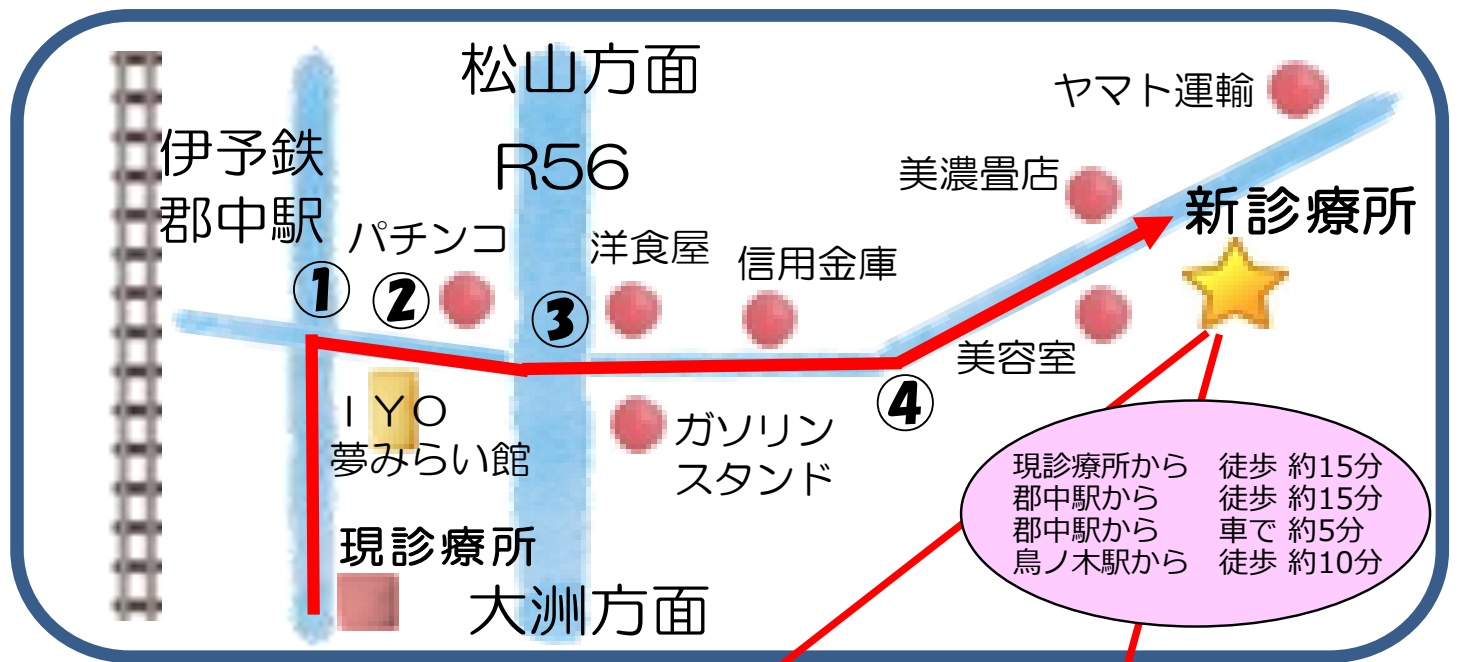 松山方面
ヤマト運輸
伊予鉄
郡中駅
R56
美濃畳店
新診療所
パチンコ
洋食屋
信用金庫
①
②
③
美容室
④
ＩＹＯ
夢みらい館
ガソリン
スタンド
現診療所から　徒歩 約15分
郡中駅から　徒歩 約15分
郡中駅から　車で 約5分
鳥ノ木駅から　徒歩 約10分
現診療所
大洲方面